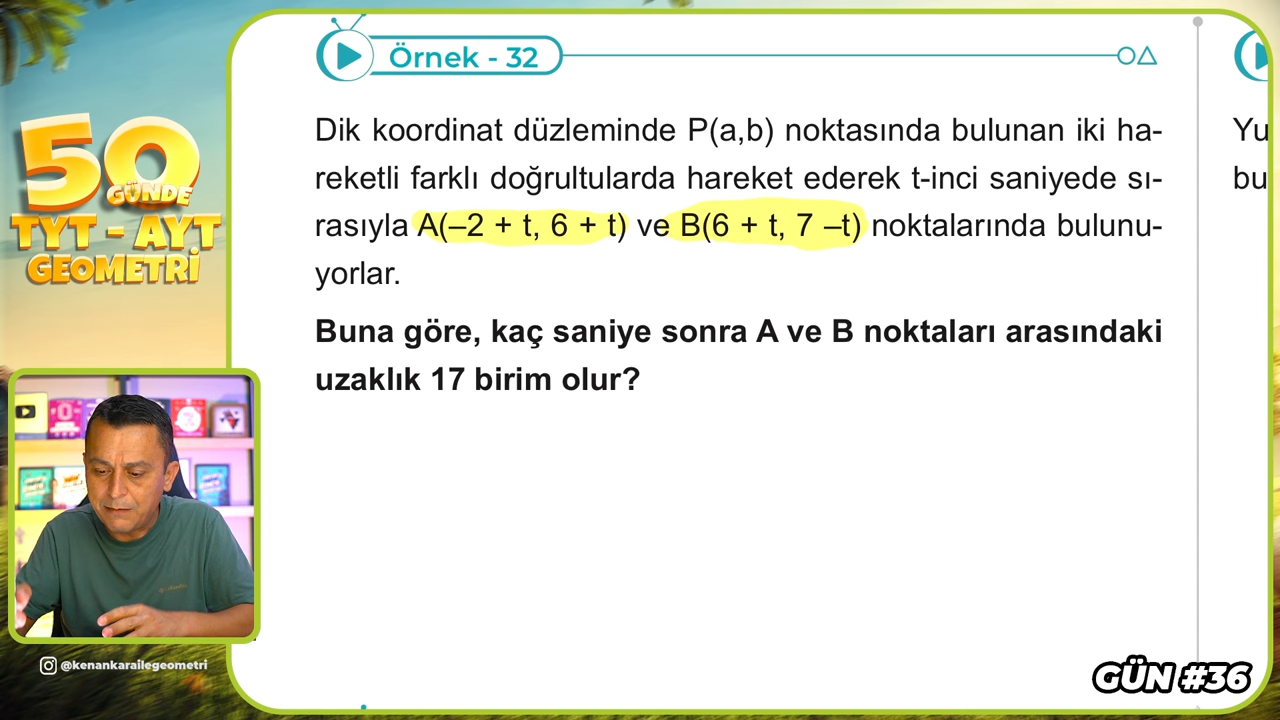 50
GÜNDE
TYT - AYT
GEOMETRİ
Örnek - 32
Dik koordinat düzleminde P(a,b) noktasında bulunan iki ha-
reketli farklı doğrultularda hareket ederek t-inci saniyede sı-
rasıyla A(–2 + t, 6 + t) ve B(6 + t, 7 –t) noktalarında bulunu-
yorlar.
Buna göre, kaç saniye sonra A ve B noktaları arasındaki
uzaklık 17 birim olur?
Yu
bu
@kenankarailegeometri
GÜN #36